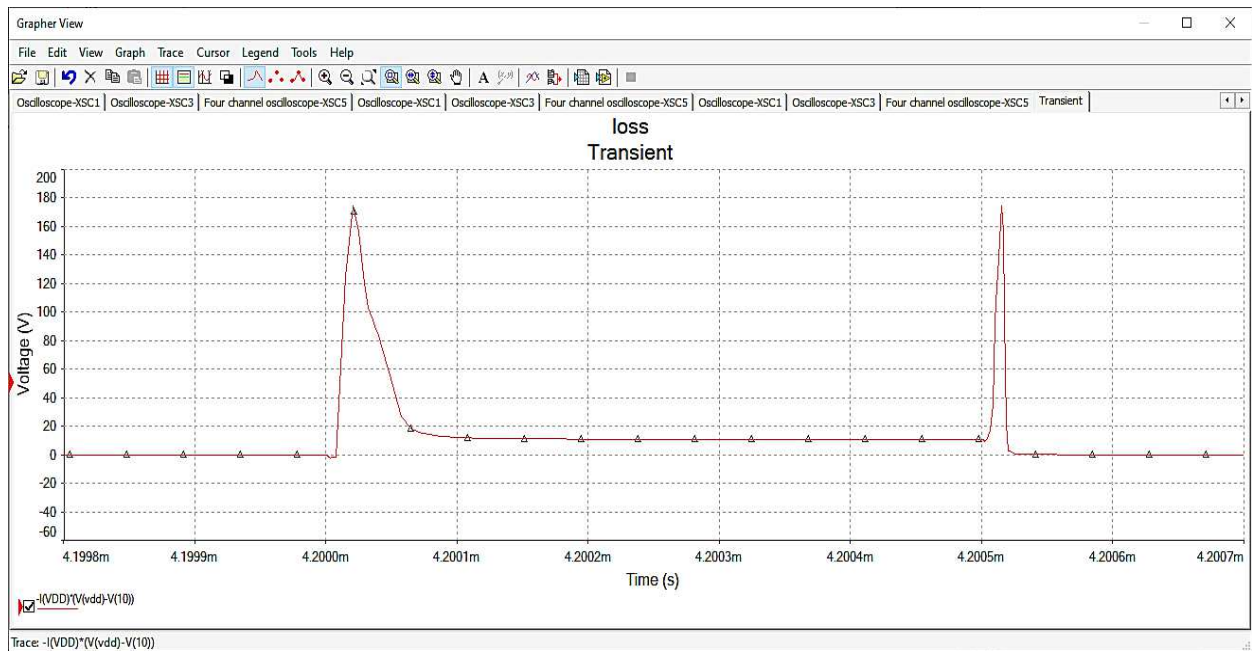 Grapher View
File Edit View Graph Trace Cursor Legend Tools Help
A
Oscilloscope-XSC1 Oscilloscope-XSC3 Four channel oscilloscope-XSC5 Oscilloscope-XSC1 Oscilloscope-XSC3 Four channel oscilloscope-XSC5 Oscilloscope-XSC1 Oscilloscope-XSC3 Four channel oscilloscope-XSC5 Transient
loss
Transient
200
180
160
140
120
100
80
60
40
20
0
-20
-40
-60
Voltage (V)
4.1998m 4.1999m 4.2000m 4.2001m 4.2002m 4.2003m 4.2004m 4.2005m 4.2006m 4.2007m
Time (s)
-I(VDD)*(V(vdd)-V(10))
Trace: -I(VDD)*(V(vdd)-V(10))